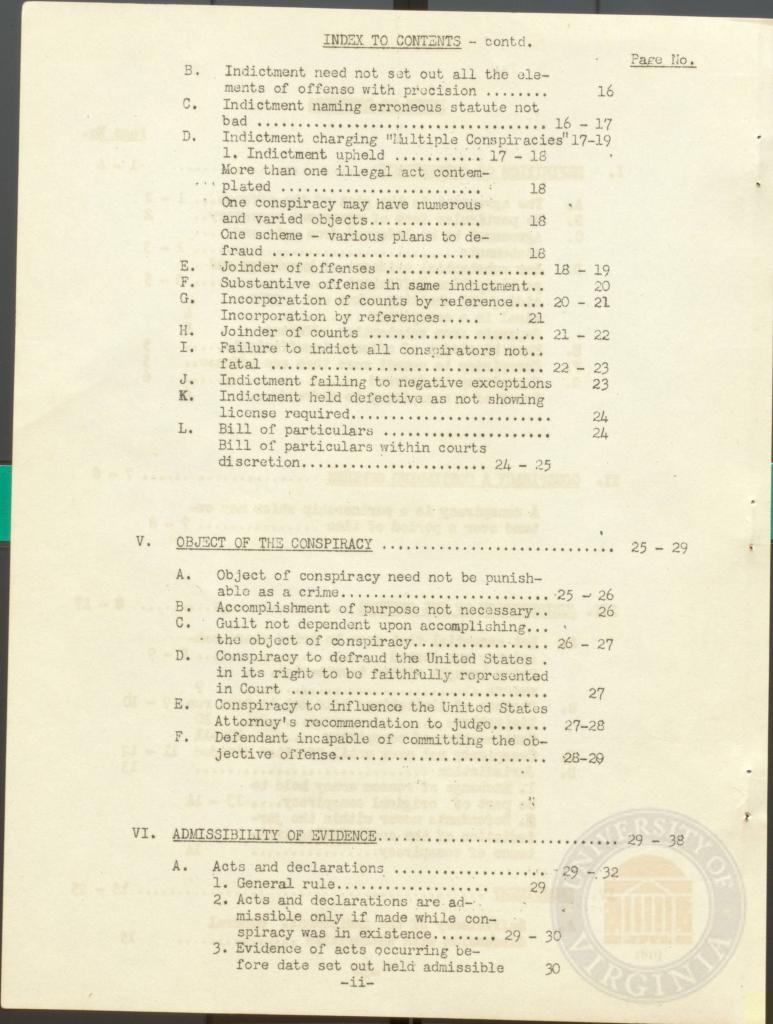 INDEX TO CONTENTS - contd.
Page No.
B. Indictment need not set out all the ele-
ments of offense with precision ........ 16
C. Indictment naming erroneous statute not
bad .................................... 16 - 17
D. Indictment charging "Multiple Conspiracies" 17-19
1. Indictment upheld ........... 17 - 18
More than one illegal act contem-
plated ......................... 18
One conspiracy may have numerous
and varied objects.............. 18
One scheme - various plans to de-
fraud .......................... 18
E. Joinder of offenses .................... 18 - 19
F. Substantive offense in same indictment.. 20
G. Incorporation of counts by reference.... 20 - 21
Incorporation by references..... 21
H. Joinder of counts ...................... 21 - 22
I. Failure to indict all conspirators not..
fatal .................................. 22 - 23
J. Indictment failing to negative exceptions 23
K. Indictment held defective as not showing
license required......................... 24
L. Bill of particulars ..................... 24
Bill of particulars within courts
discretion....................... 24 - 25
V. OBJECT OF THE CONSPIRACY ............................. 25 - 29
A. Object of conspiracy need not be punish-
able as a crime.......................... 25 - 26
B. Accomplishment of purpose not necessary.. 26
C. Guilt not dependent upon accomplishing...
the object of conspiracy................. 26 - 27
D. Conspiracy to defraud the United States .
in its right to be faithfully represented
in Court ................................ 27
E. Conspiracy to influence the United States
Attorney's recommendation to judge....... 27-28
F. Defendant incapable of committing the ob-
jective offense.......................... 28-29
VI. ADMISSIBILITY OF EVIDENCE.............................. 29 - 38
A. Acts and declarations ................... 29 - 32
1. General rule................... 29
2. Acts and declarations are ad-
missible only if made while con-
spiracy was in existence........ 29 - 30
3. Evidence of acts occurring be-
fore date set out held admissible 30
-ii-
UNIVERSITY OF VIRGINIA
1819